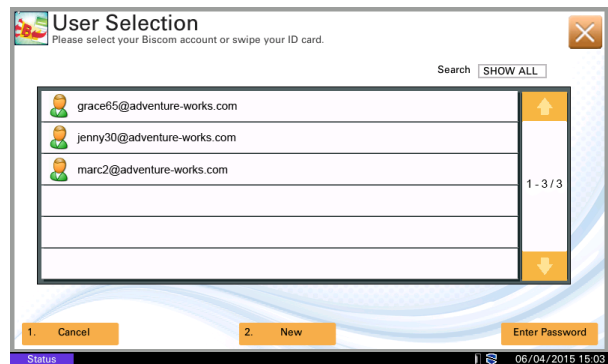 User Selection
Please select your Biscom account or swipe your ID card.
Search SHOW ALL
grace65@adventure-works.com
jenny30@adventure-works.com
marc2@adventure-works.com
1 - 3 / 3
1. Cancel
2. New
Enter Password
Status
06/04/2015 15:03